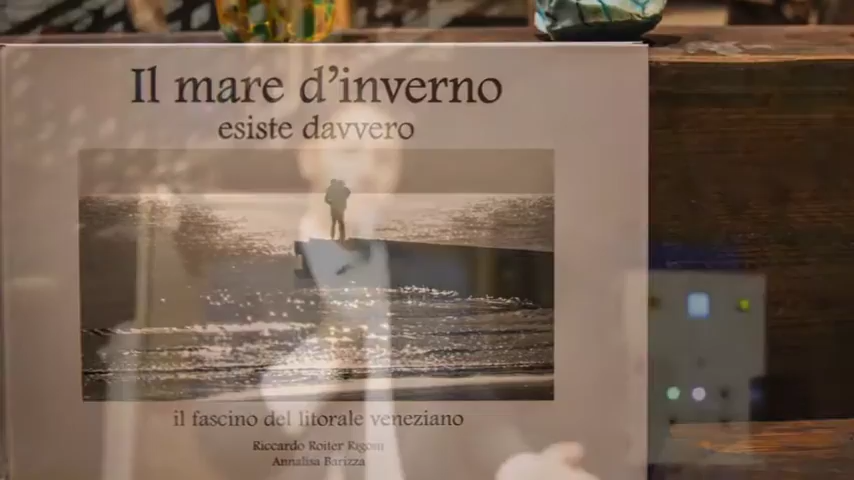 Il mare d'inverno
esiste davvero
il fascino del litorale veneziano
Riccardo Roiter Rigoni
Annalisa Barizza